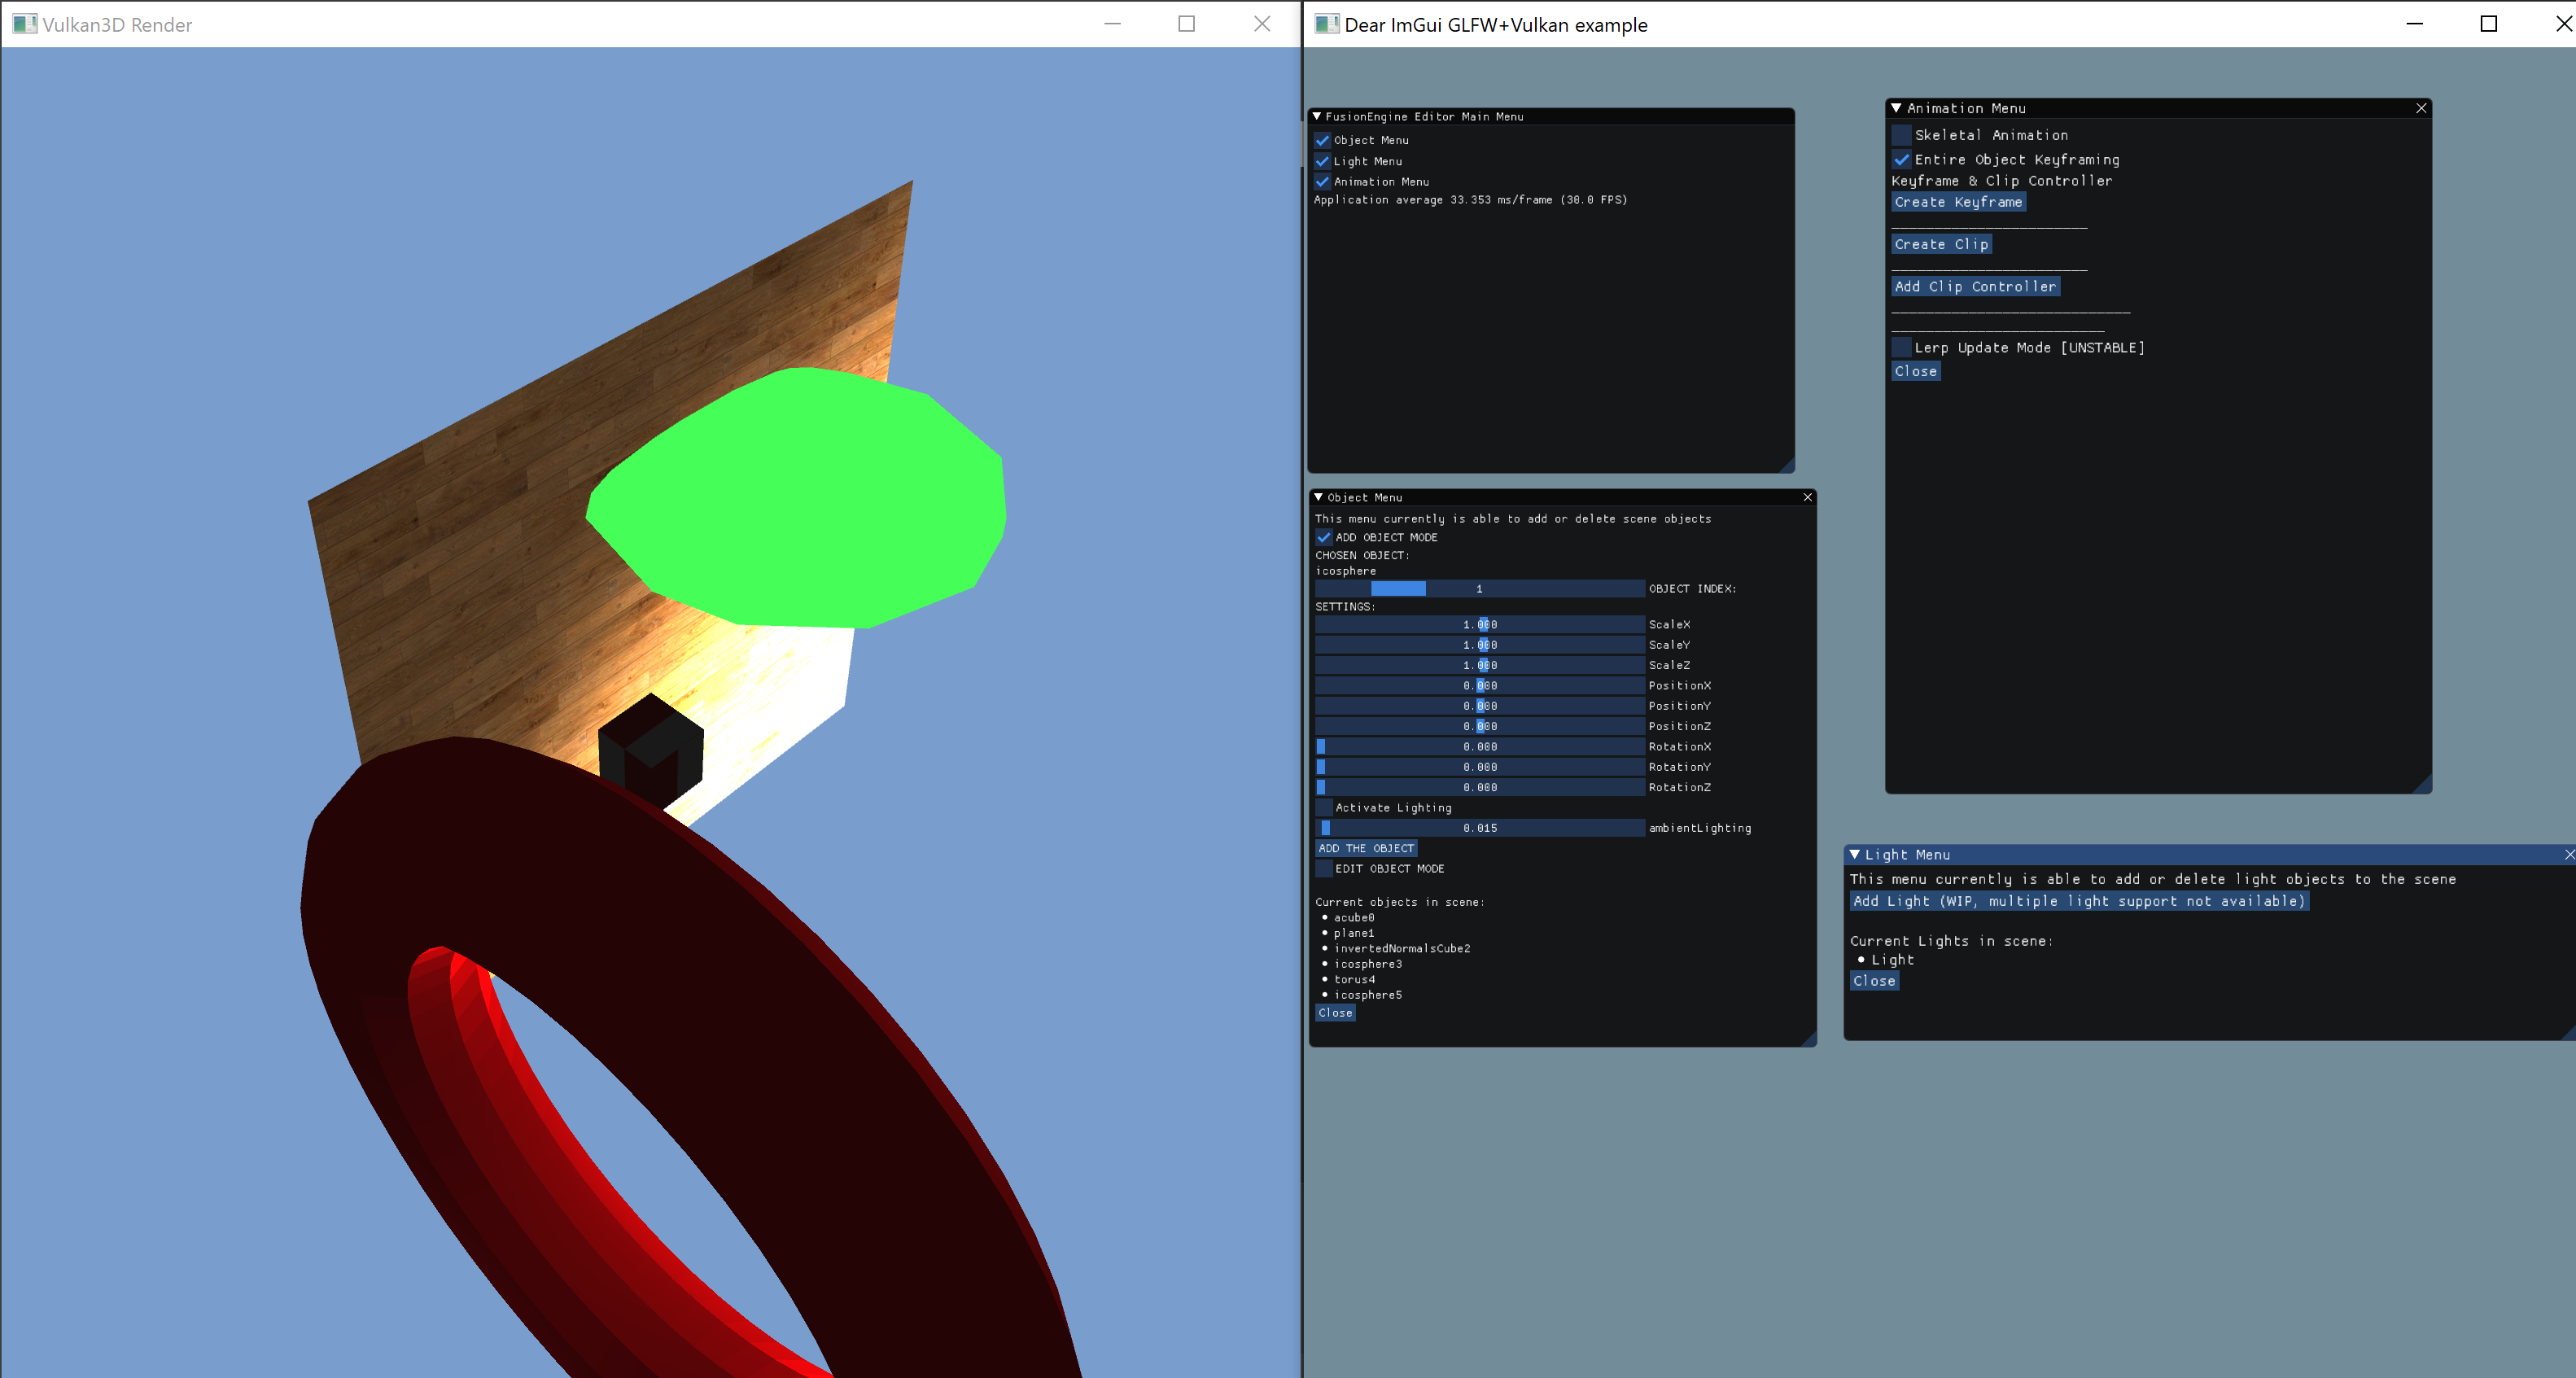 Vulkan3D Render
Dear ImGui GLFW+Vulkan example
FusionEngine Editor Main Menu
Object Menu
Light Menu
Animation Menu
Application average 33.353 ms/frame (30.0 FPS)
Animation Menu
Skeletal Animation
Entire Object Keyframing
Keyframe & Clip Controller
Create Keyframe
Create Clip
Add Clip Controller
Lerp Update Mode [UNSTABLE]
Close
Object Menu
This menu currently is able to add or delete scene objects
ADD OBJECT MODE
CHOSEN OBJECT:
icosphere
1 OBJECT INDEX:
SETTINGS:
1.000 ScaleX
1.000 ScaleY
1.000 ScaleZ
0.000 PositionX
0.000 PositionY
0.000 PositionZ
0.000 RotationX
0.000 RotationY
0.000 RotationZ
Activate Lighting
0.015 ambientLighting
ADD THE OBJECT
EDIT OBJECT MODE
Current objects in scene:
acube0
plane1
invertedNormalsCube2
icosphere3
torus4
icosphere5
Close
Light Menu
This menu currently is able to add or delete light objects to the scene
Add Light (WIP, multiple light support not available)
Current Lights in scene:
Light
Close